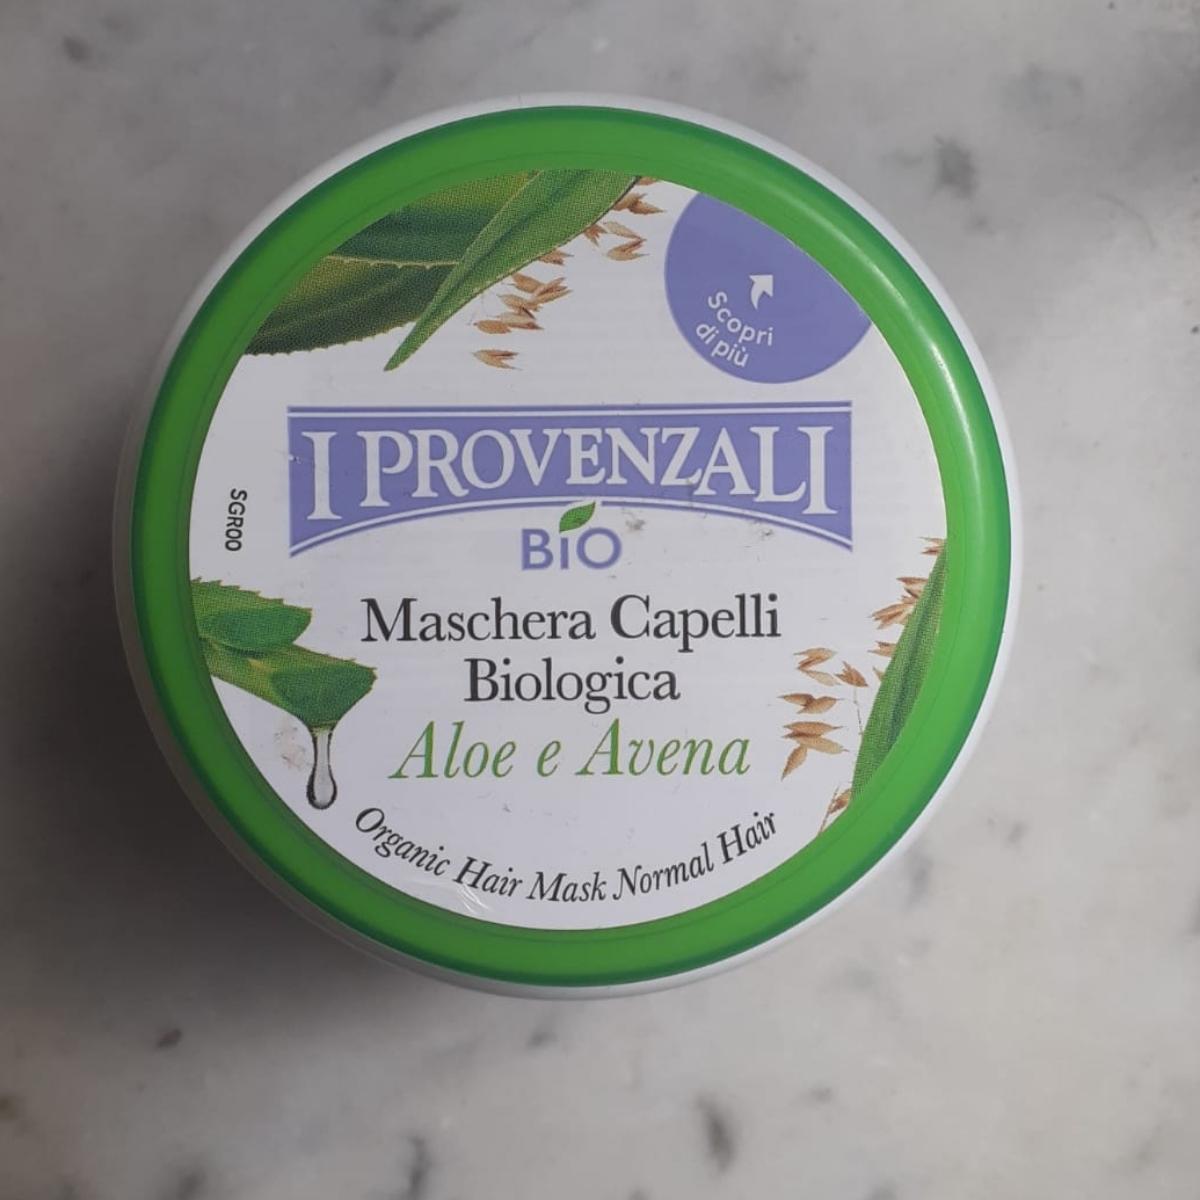 Scopri
di più
I PROVENZALI
BiO
SGR00
Maschera Capelli
Biologica
Aloe e Avena
Organic Hair Mask Normal Hair